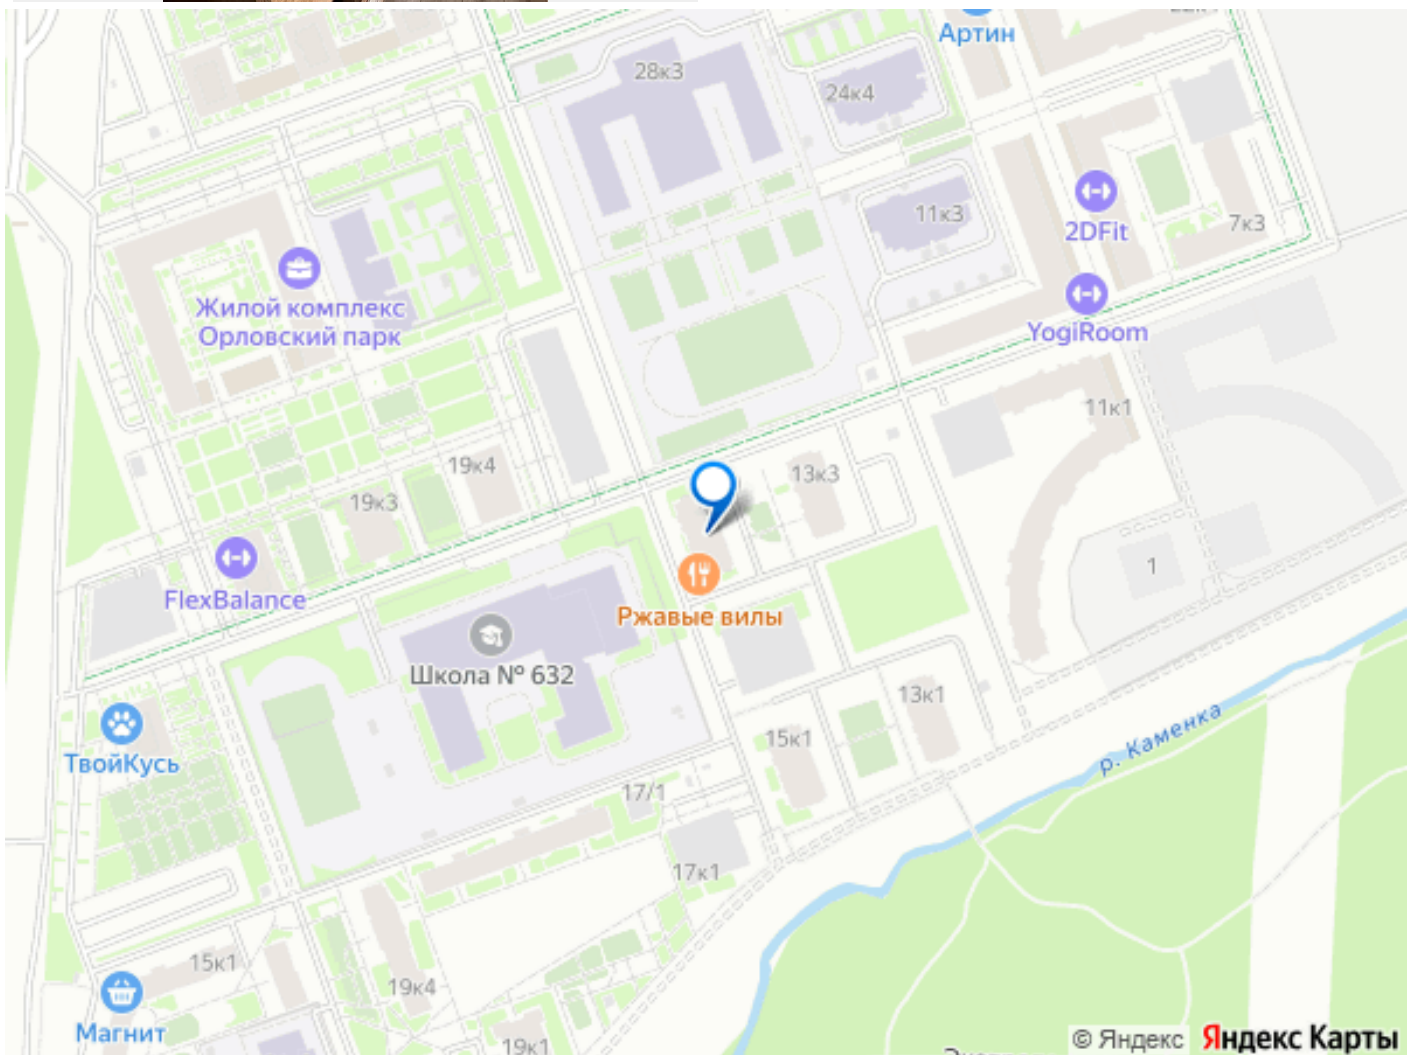 Артин
28к3
24к4
11к3
2DFit
7к3
Жилой комплекс
Орловский парк
YogiRoom
11к1
19к4
13к3
19к3
1
FlexBalance
Ржавые вилы
Школа № 632
13к1
р. Каменка
15к1
ТвойКусь
17/1
17к1
15к1
19к4
Магнит
19к1
© Яндекс Яндекс Карты